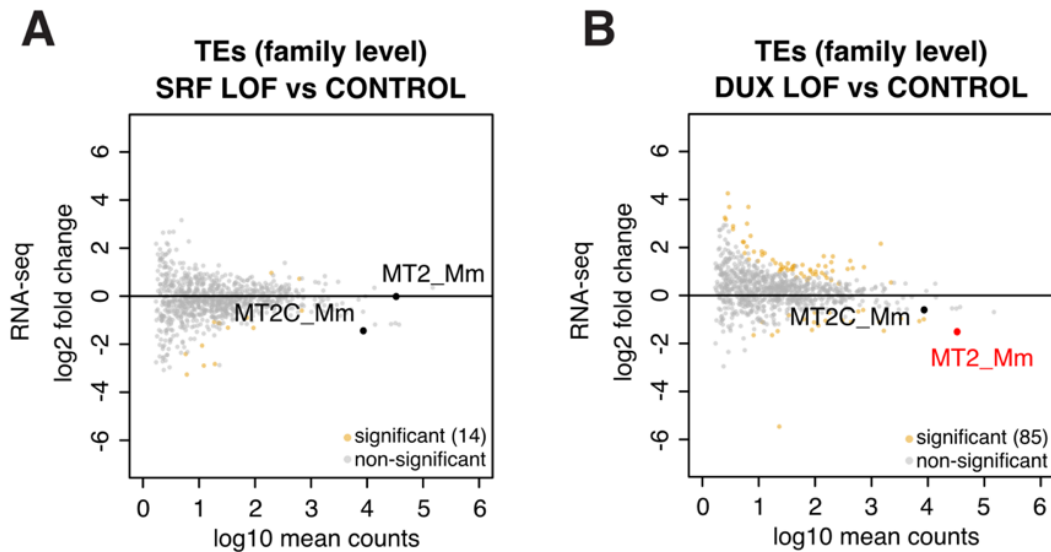 A
TEs (family level)
SRF LOF vs CONTROL
RNA-seq
log2 fold change
6
4
2
0
-2
-4
-6
MT2_Mm
MT2C_Mm
significant (14)
non-significant
0 1 2 3 4 5 6
log10 mean counts
B
TEs (family level)
DUX LOF vs CONTROL
RNA-seq
log2 fold change
6
4
2
0
-2
-4
-6
MT2C_Mm
MT2_Mm
significant (85)
non-significant
0 1 2 3 4 5 6
log10 mean counts